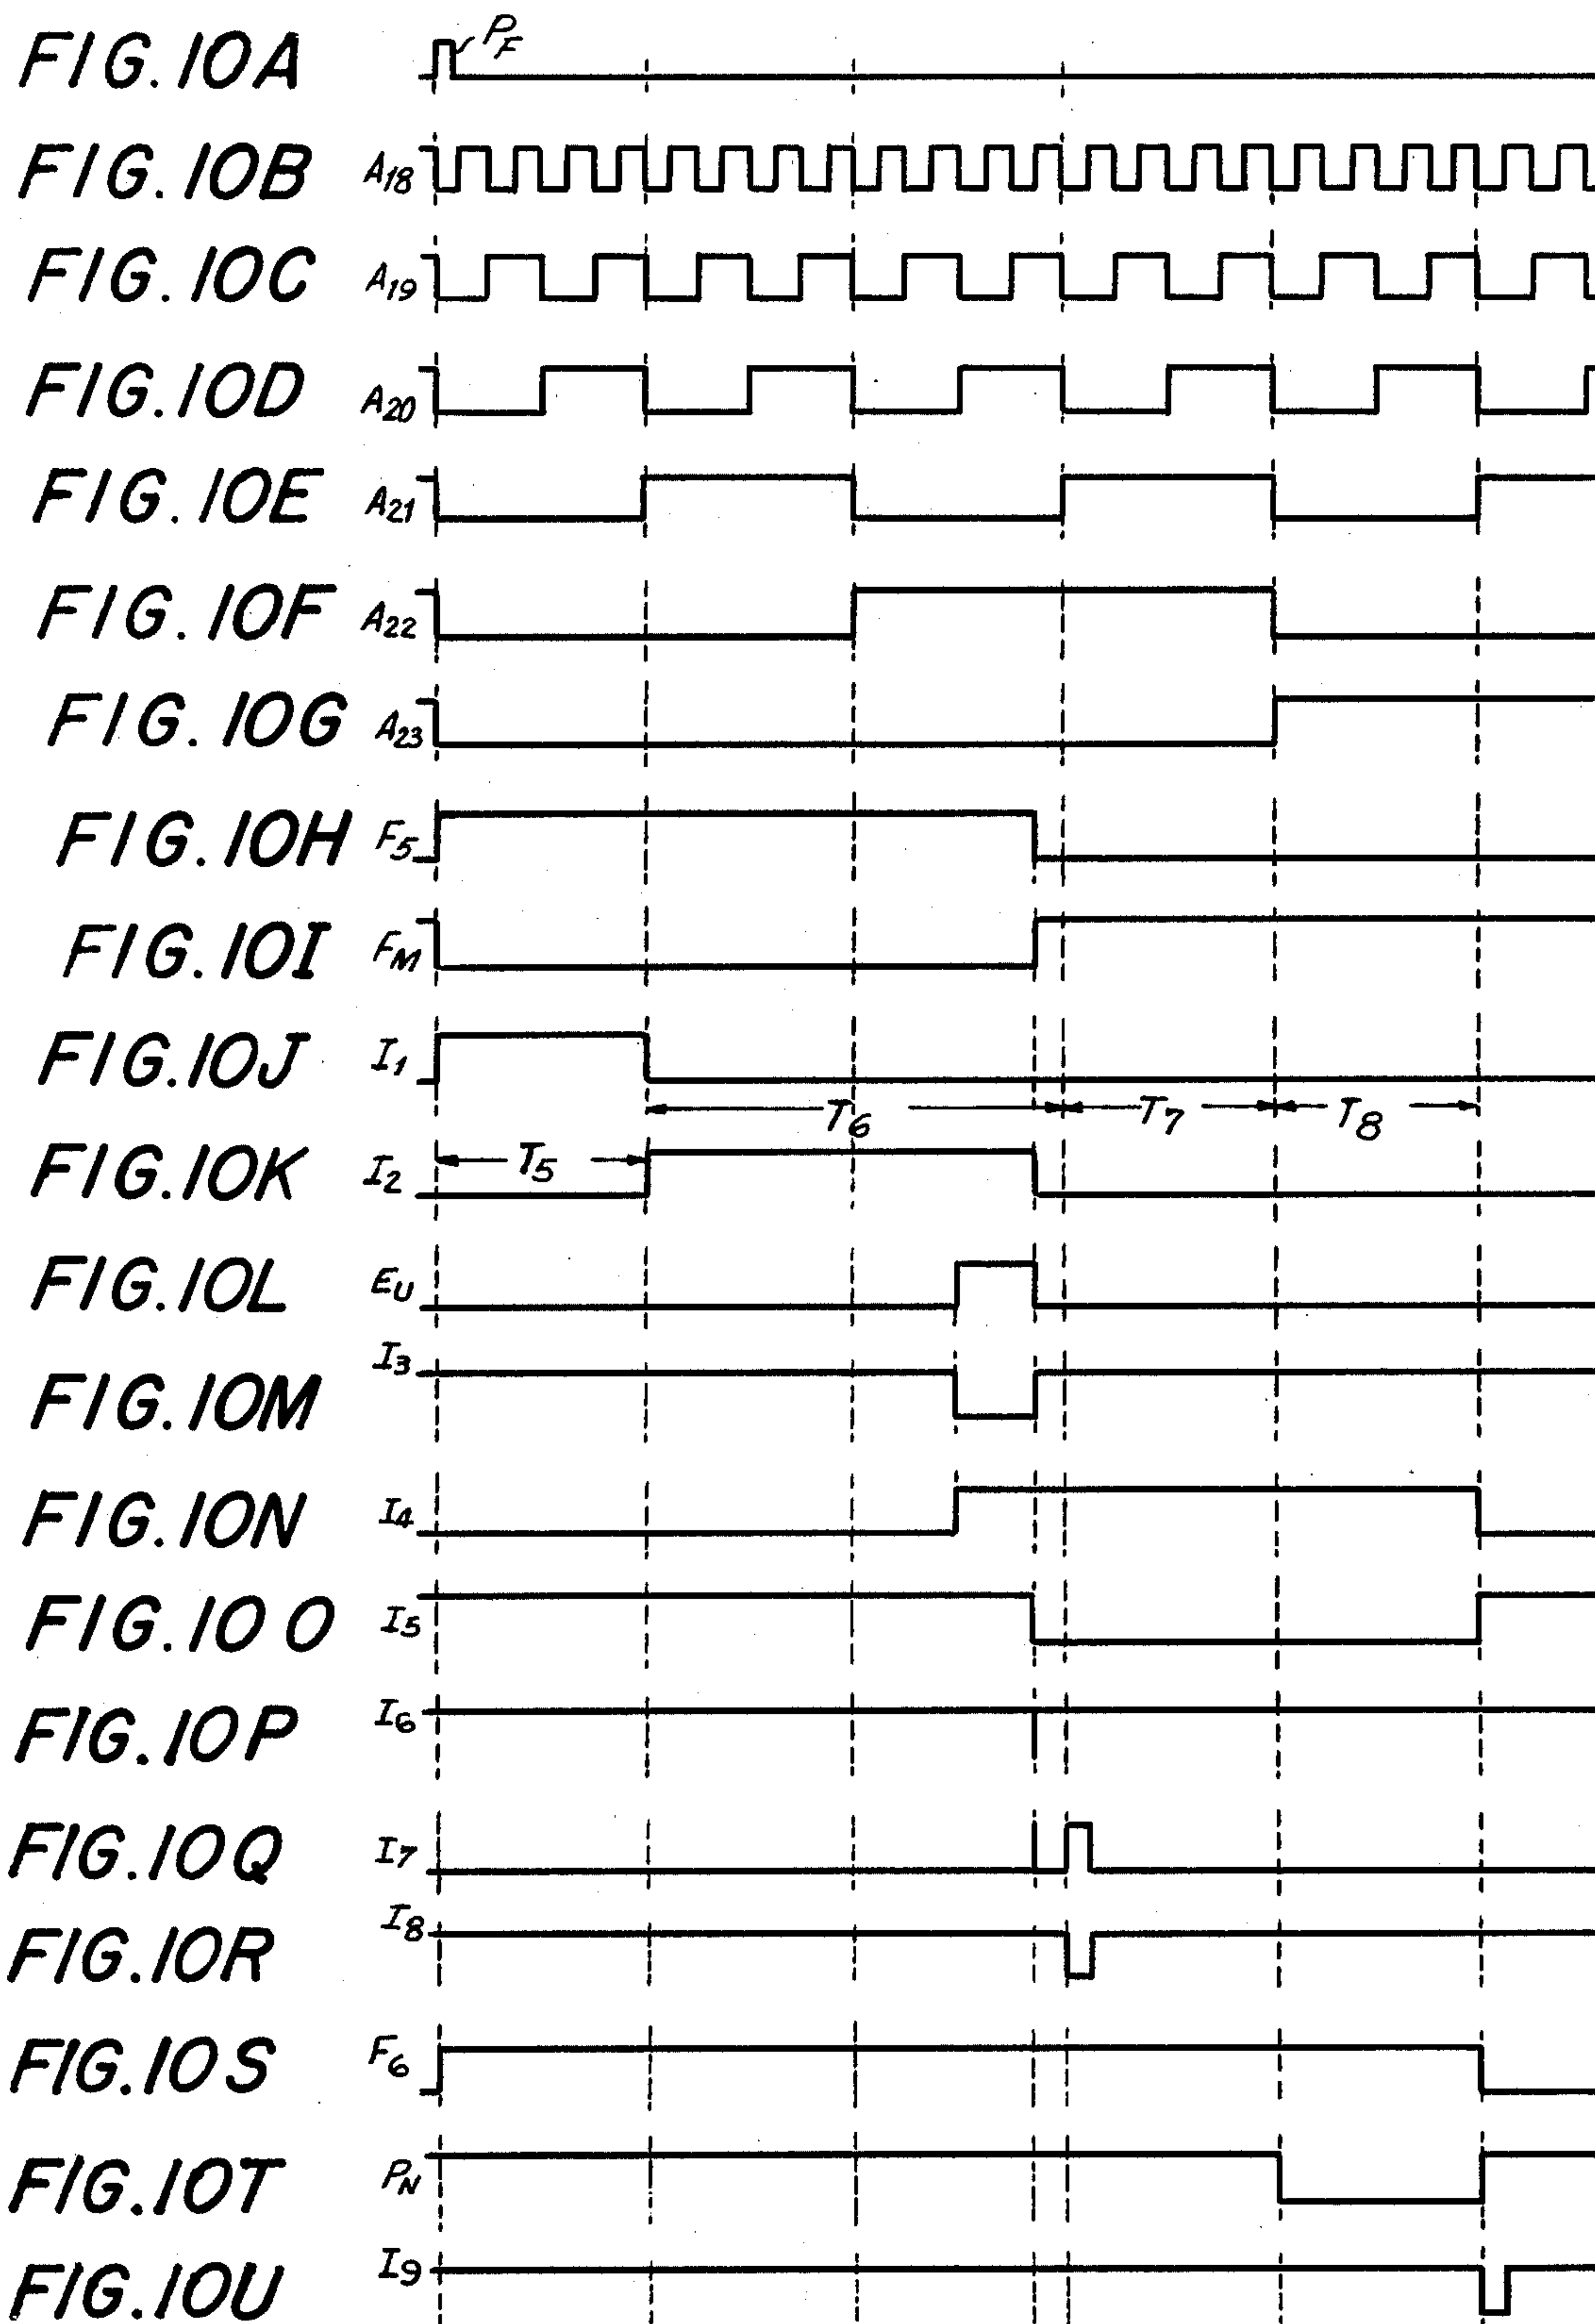 FIG. 10A P_F
FIG. 10B A18
FIG. 10C A19
FIG. 10D A20
FIG. 10E A21
FIG. 10F A22
FIG. 10G A23
FIG. 10H F5
FIG. 10I FM
FIG. 10J I1
T6 T7 T8
FIG. 10K I2 T5
FIG. 10L EU
FIG. 10M I3
FIG. 10N I4
FIG. 10 O I5
FIG. 10P I6
FIG. 10Q I7
FIG. 10R I8
FIG. 10S F6
FIG. 10T PN
FIG. 10U I9